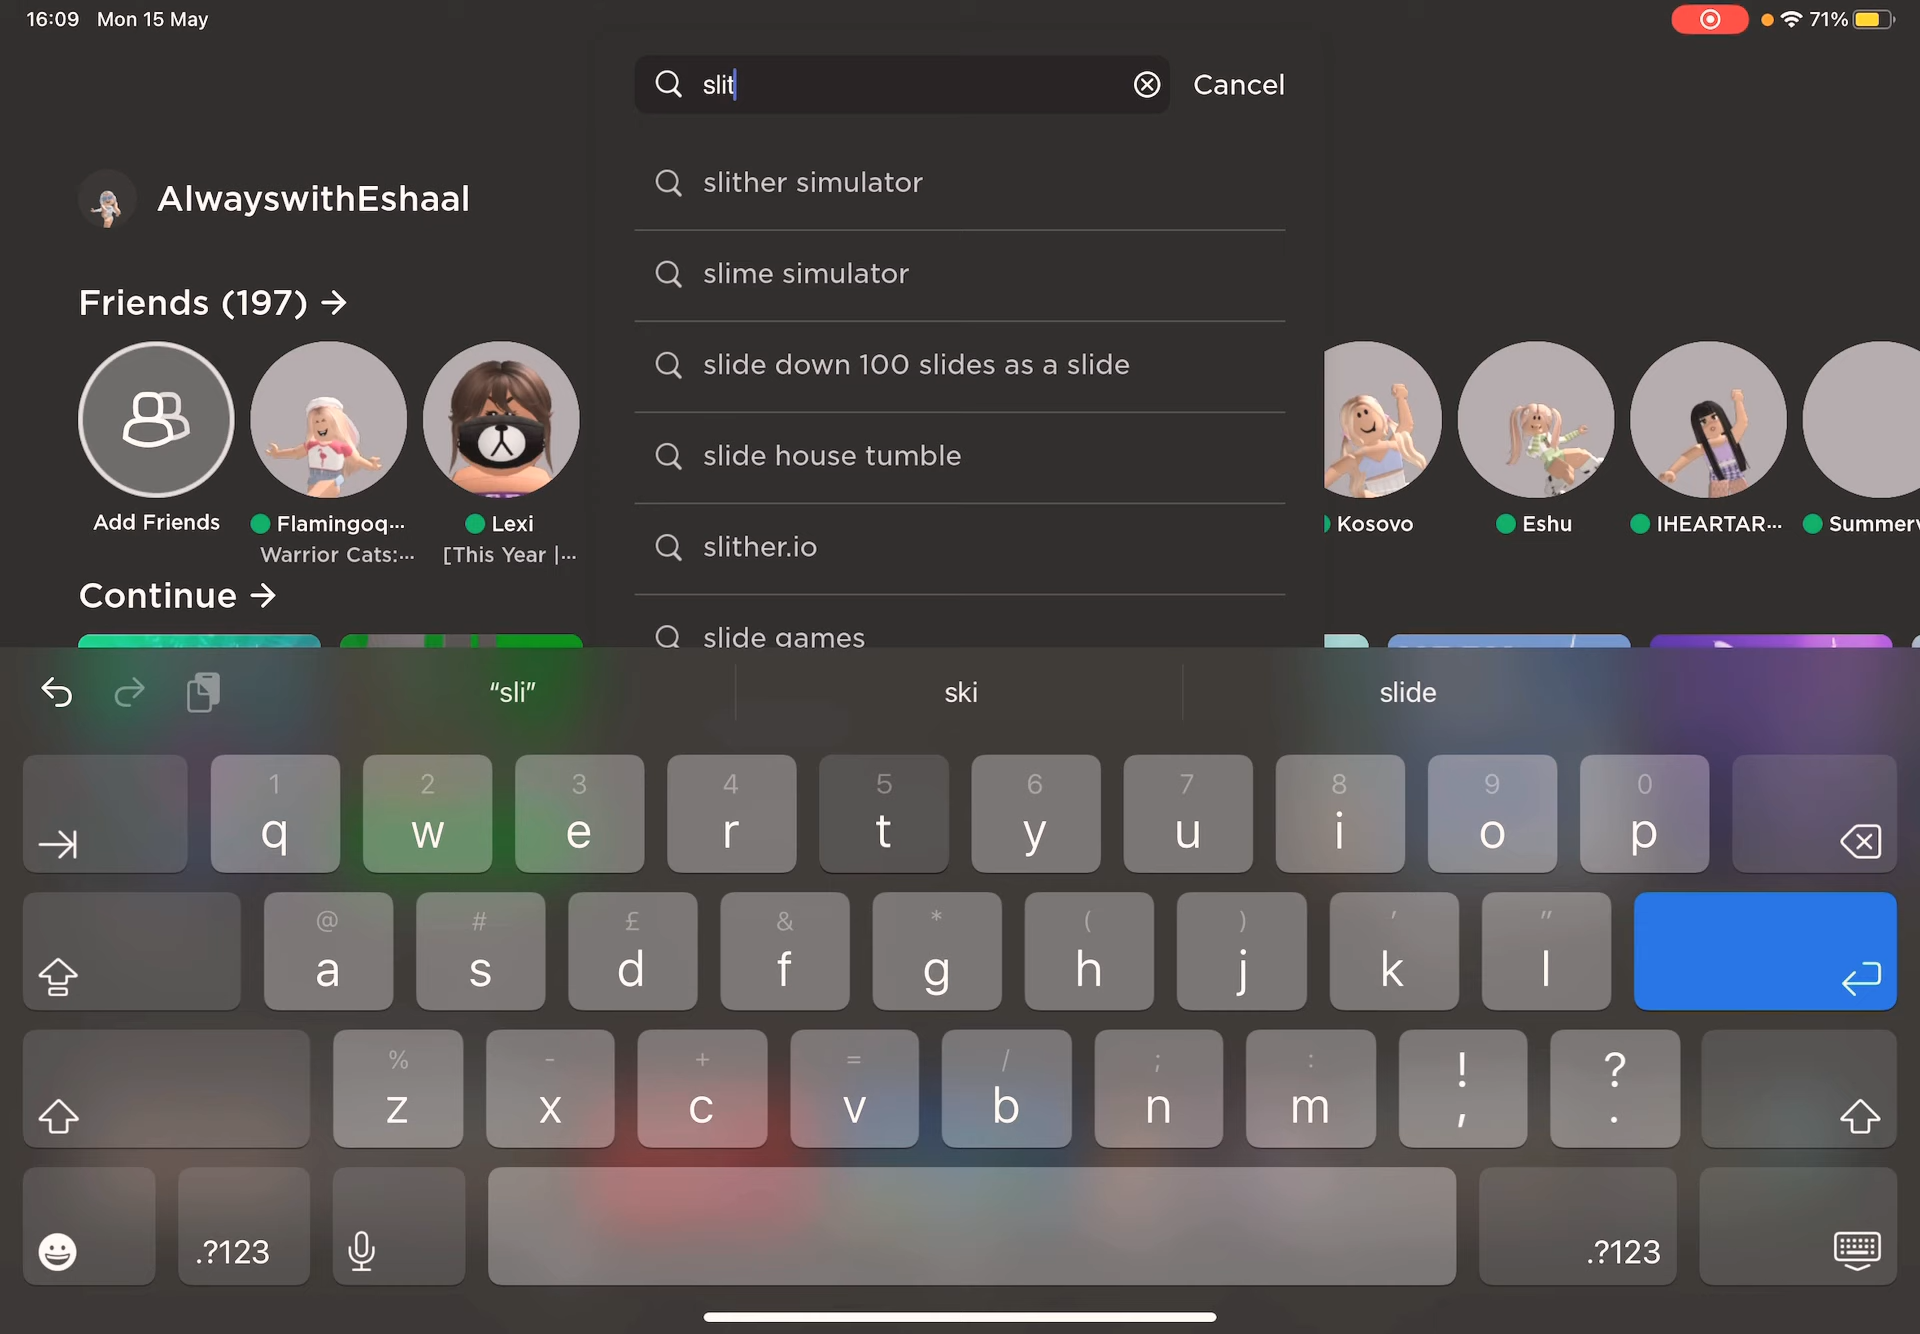 16:09 Mon 15 May
71%
slit
Cancel
slither simulator
slime simulator
slide down 100 slides as a slide
slide house tumble
slither.io
slide games
AlwayswithEshaal
Friends (197) →
Add Friends
Flamingoq...
Warrior Cats:...
Lexi
[This Year |...
Kosovo
Eshu
IHEARTAR...
Summerv
Continue →
“sli” ski slide
1 2 3 4 5 6 7 8 9 0
q w e r t y u i o p
@ # £ & * ( ) ' "
a s d f g h j k l
% - + = / ; : ! ?
z x c v b n m , .
.?123 .?123